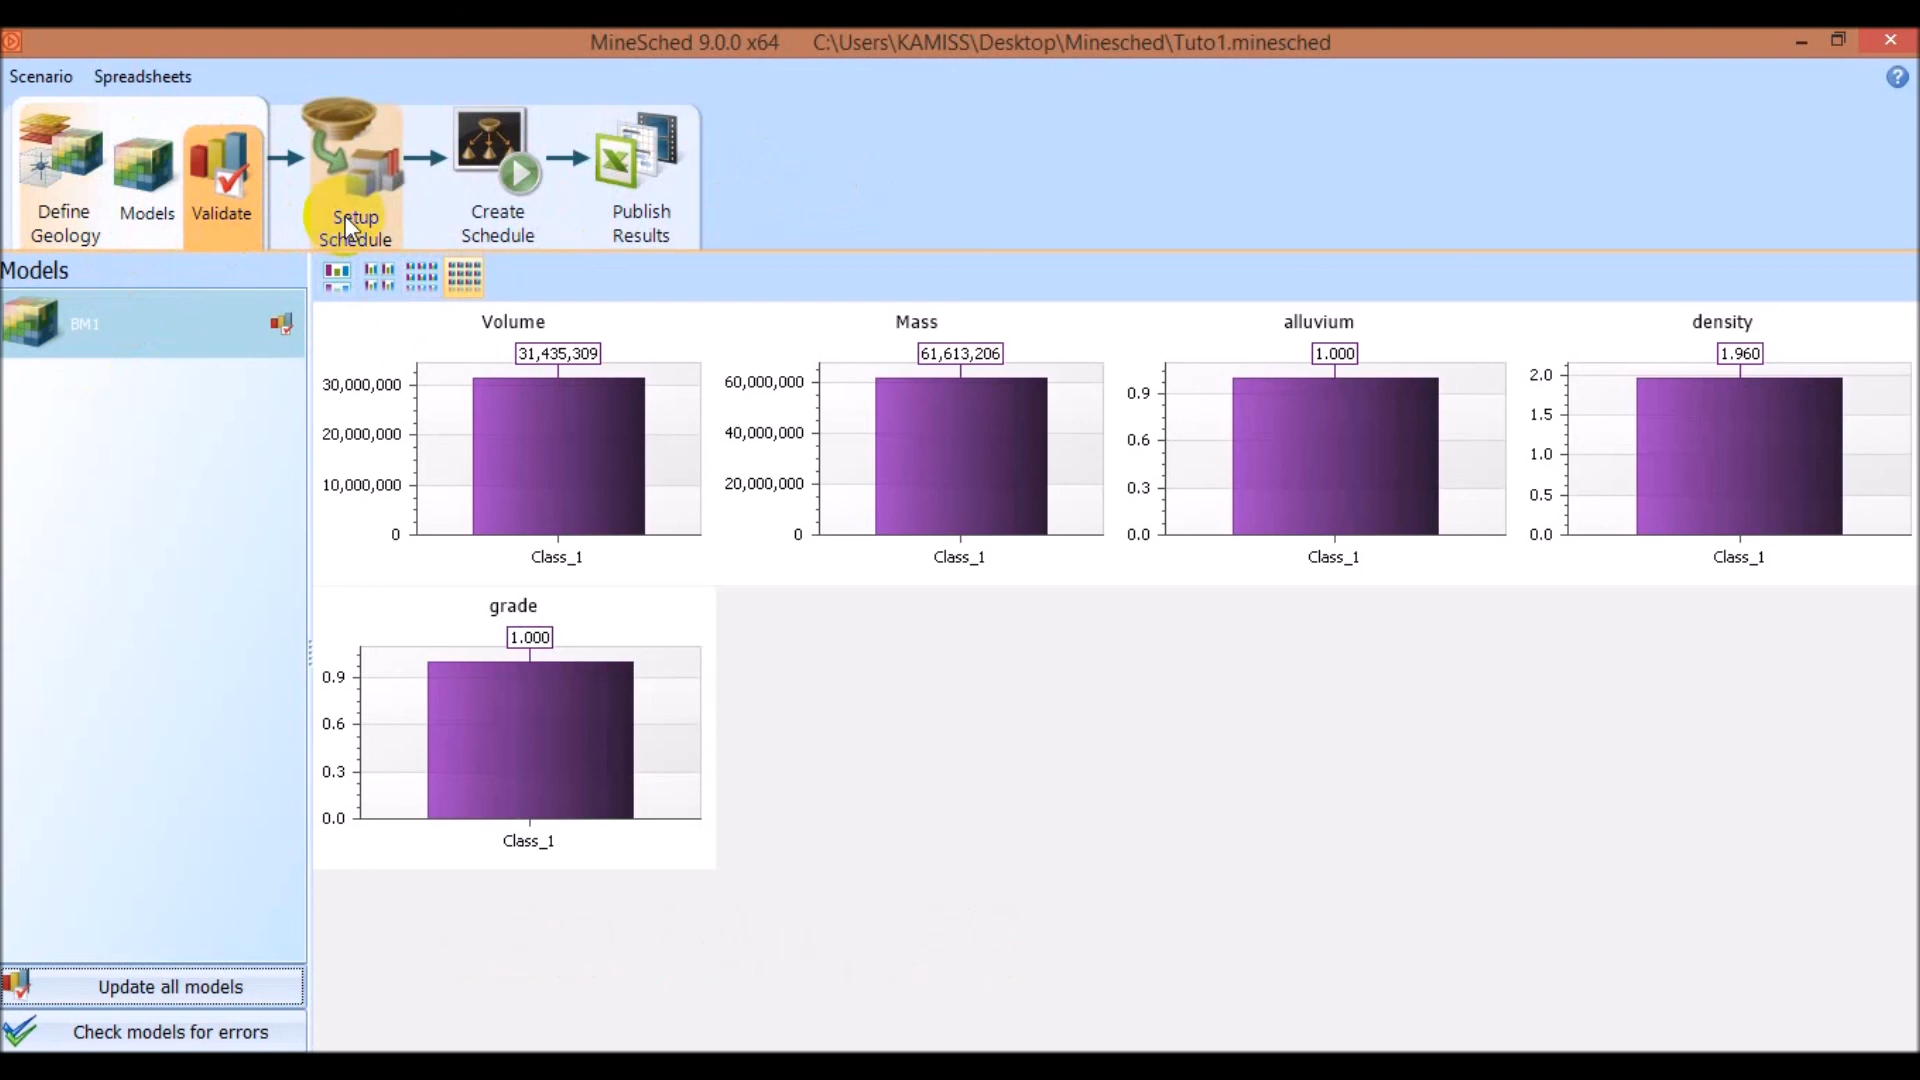 MineSched 9.0.0 x64 C:\Users\KAMISS\Desktop\Minesched\Tuto1.minesched
Scenario Spreadsheets
Define Geology
Models
Validate
Setup Schedule
Create Schedule
Publish Results
Models
BM1
Volume
31,435,309
30,000,000
20,000,000
10,000,000
0
Class_1
Mass
61,613,206
60,000,000
40,000,000
20,000,000
0
Class_1
alluvium
1.000
0.9
0.6
0.3
0.0
Class_1
density
1.960
2.0
1.5
1.0
0.5
0.0
Class_1
grade
1.000
0.9
0.6
0.3
0.0
Class_1
Update all models
Check models for errors